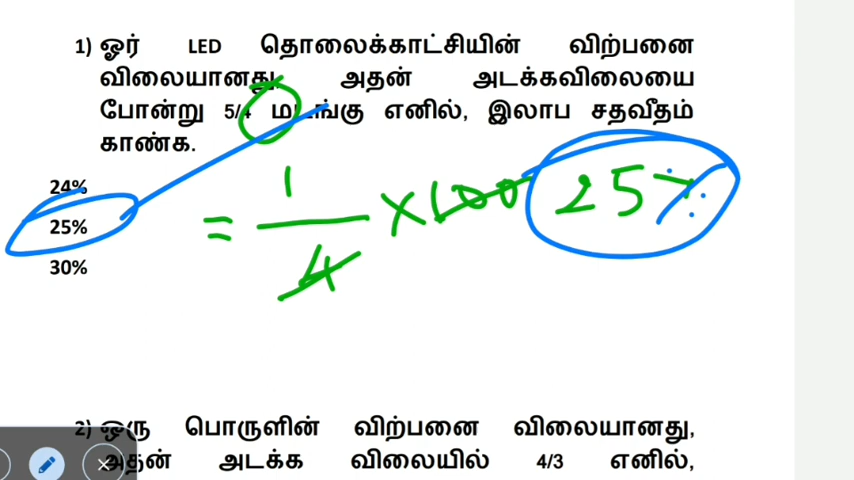 1) ஓர் LED தொலைக்காட்சியின் விற்பனை
விலையானது, அதன் அடக்கவிலையை
போன்று 5/4 மடங்கு எனில், இலாப சதவீதம்
காண்க.
24%
25%
30%
= 1/4 × 100 25%
2) ஒரு பொருளின் விற்பனை விலையானது,
அதன் அடக்க விலையில் 4/3 எனில்,